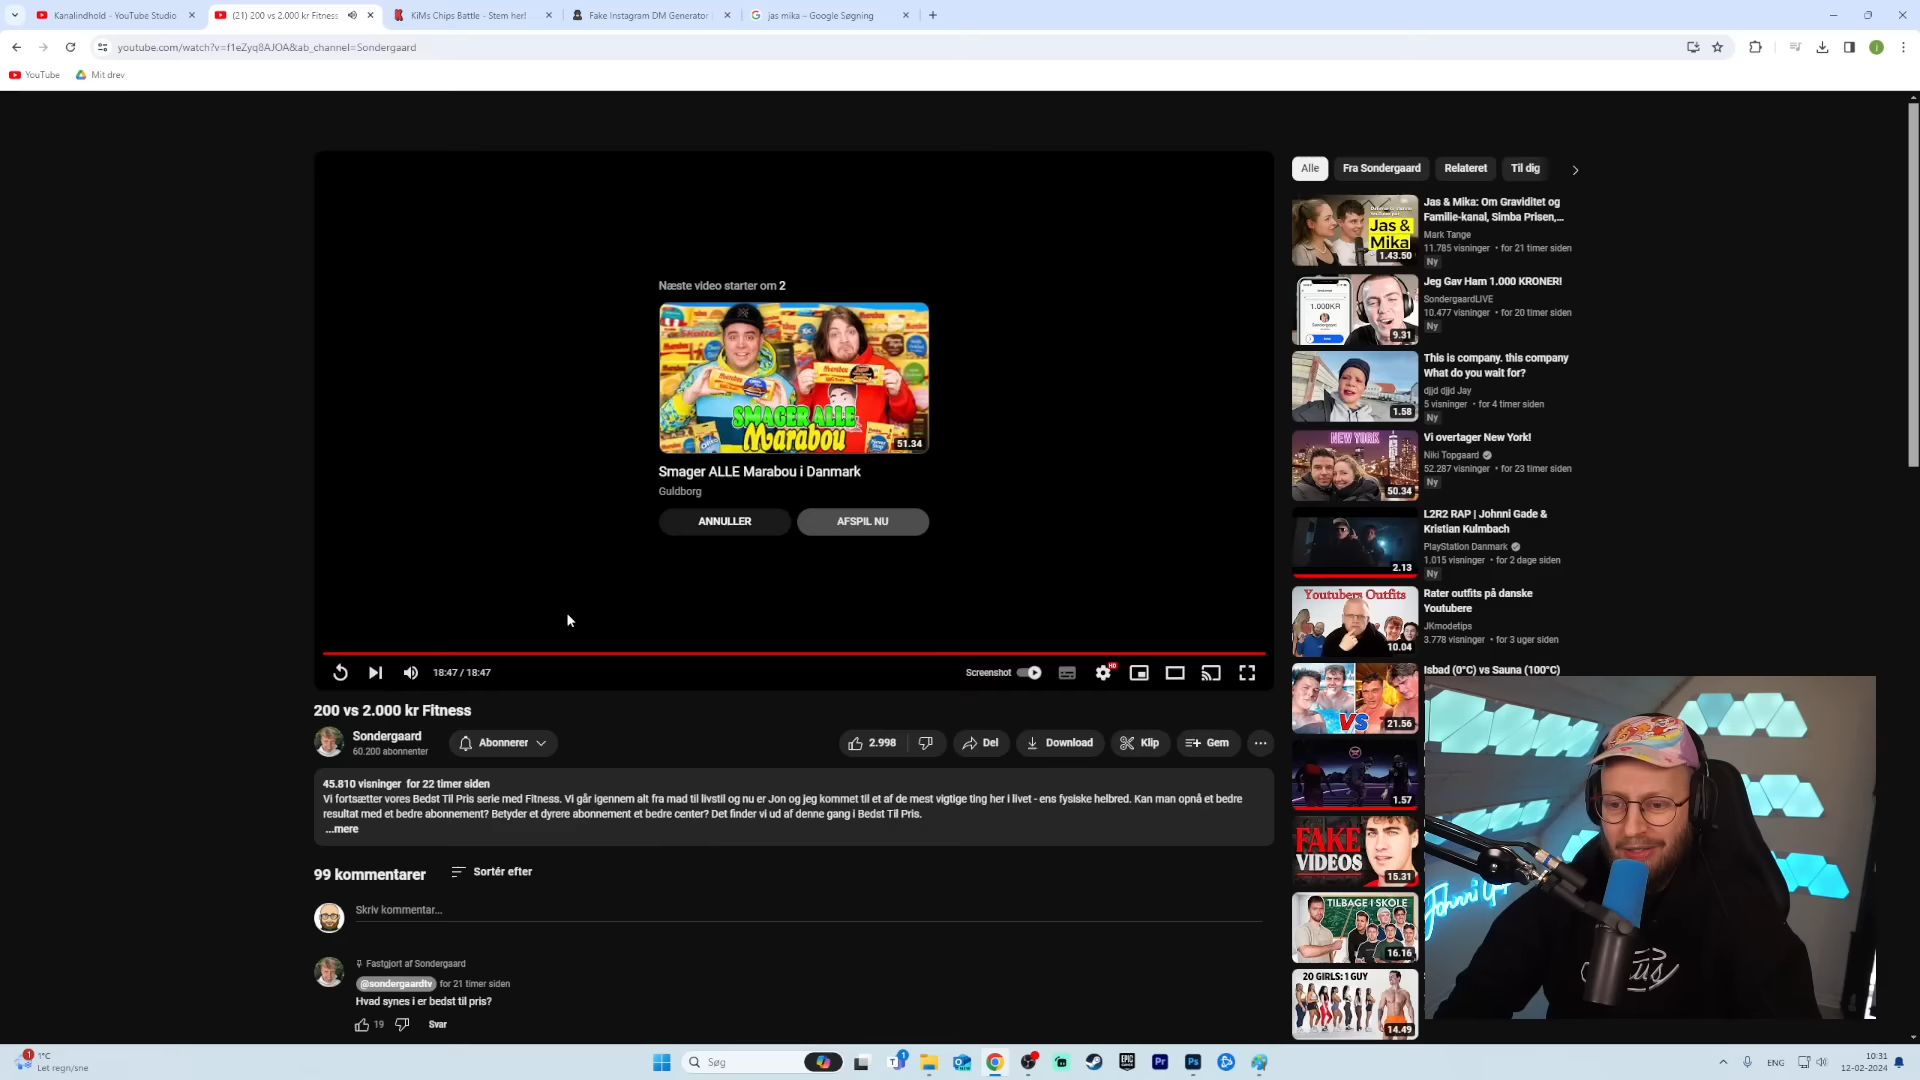 Kanalindhold - YouTube Studio
(21) 200 vs 2.000 kr Fitness
KiMs Chips Battle - Stem her!
Fake Instagram DM Generator
jas mika – Google Søgning
youtube.com/watch?v=f1eZyq8AJOA&ab_channel=Sondergaard
YouTube
Mit drev
Næste video starter om 2
SMAGER ALLE
Marabou
51.34
Smager ALLE Marabou i Danmark
Guldborg
ANNULLER
AFSPIL NU
18:47 / 18:47
Screenshot
HD
200 vs 2.000 kr Fitness
Sondergaard
60.200 abonnenter
Abonnerer
2.998
Del
Download
Klip
Gem
45.810 visninger for 22 timer siden
Vi fortsætter vores Bedst Til Pris serie med Fitness. Vi går igennem alt fra mad til livstil og nu er Jon og jeg kommet til et af de mest vigtige ting her i livet - ens fysiske helbred. Kan man opnå et bedre
resultat med et bedre abonnement? Betyder et dyrere abonnement et bedre center? Det finder vi ud af denne gang i Bedst Til Pris.
...mere
99 kommentarer
Sortér efter
Skriv kommentar...
Fastgjort af Sondergaard
@sondergaardtv for 21 timer siden
Hvad synes i er bedst til pris?
19
Svar
Alle
Fra Sondergaard
Relateret
Til dig
Jas &
Mika
1.43.50
Jas & Mika: Om Graviditet og
Familie-kanal, Simba Prisen,...
Mark Tange
11.785 visninger • for 21 timer siden
Ny
1.000KR
9.31
Jeg Gav Ham 1.000 KRONER!
SondergaardLIVE
10.477 visninger • for 20 timer siden
Ny
1.58
This is company. this company
What do you wait for?
djjd djjd Jay
5 visninger • for 4 timer siden
Ny
NEW YORK
50.34
Vi overtager New York!
Niki Topgaard
52.287 visninger • for 23 timer siden
Ny
2.13
L2R2 RAP | Johnni Gade &
Kristian Kulmbach
PlayStation Danmark
1.015 visninger • for 2 dage siden
Ny
Youtubers Outfits
10.04
Rater outfits på danske
Youtubere
JKmodetips
3.778 visninger • for 3 uger siden
VS
21.56
Isbad (0°C) vs Sauna (100°C)
1.57
FAKE
VIDEOS
15.31
TILBAGE I SKOLE
16.16
20 GIRLS: 1 GUY
14.49
1°C
Let regn/sne
Søg
ENG
10:31
12-02-2024